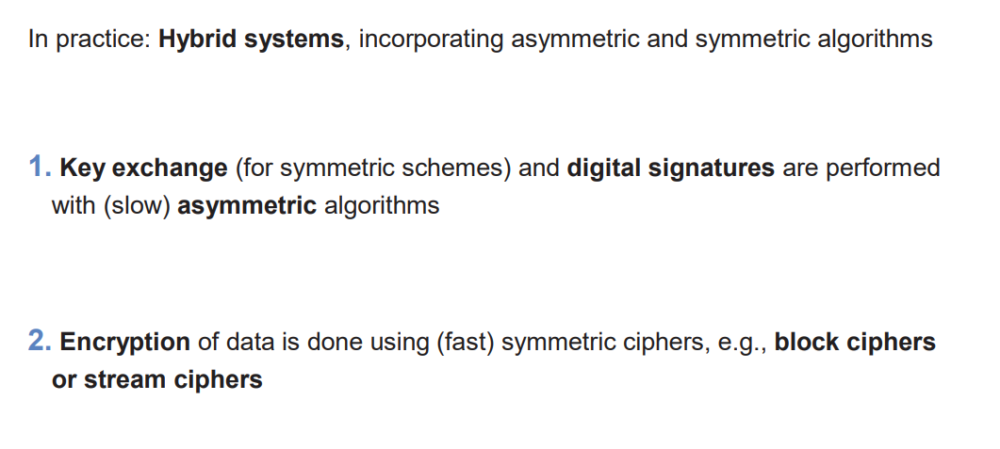 In practice: Hybrid systems, incorporating asymmetric and symmetric algorithms
1. Key exchange (for symmetric schemes) and digital signatures are performed
with (slow) asymmetric algorithms
2. Encryption of data is done using (fast) symmetric ciphers, e.g., block ciphers
or stream ciphers